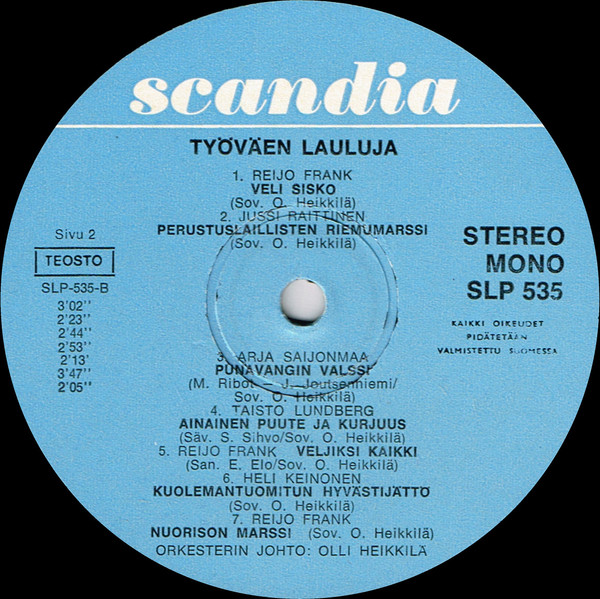 scandia
TYÖVÄEN LAULUJA
1. REIJO FRANK
VELI SISKO
(Sov. O. Heikkilä)
2. JUSSI RAITTINEN
PERUSTUSLAILLISTEN RIEMUMARSSI
(Sov. O. Heikkilä)
Sivu 2
TEOSTO
SLP-535-B
3'02''
2'23''
2'44''
2'53''
2'13'
3'47''
2'05''
STEREO
MONO
SLP 535
KAIKKI OIKEUDET
PIDÄTETÄÄN
VALMISTETTU SUOMESSA
3. ARJA SAIJONMAA
PUNAVANGIN VALSSI
(M. Ribot – J. Joutsenniemi/
Sov. O. Heikkilä)
4. TAISTO LUNDBERG
AINAINEN PUUTE JA KURJUUS
(Säv. S. Sihvo/Sov. O. Heikkilä)
5. REIJO FRANK VELJIKSI KAIKKI
(San. E. Elo/Sov. O. Heikkilä)
6. HELI KEINONEN
KUOLEMANTUOMITUN HYVÄSTIJÄTTÖ
(Sov. O. Heikkilä)
7. REIJO FRANK
NUORISON MARSSI (Sov. O. Heikkilä)
ORKESTERIN JOHTO: OLLI HEIKKILÄ